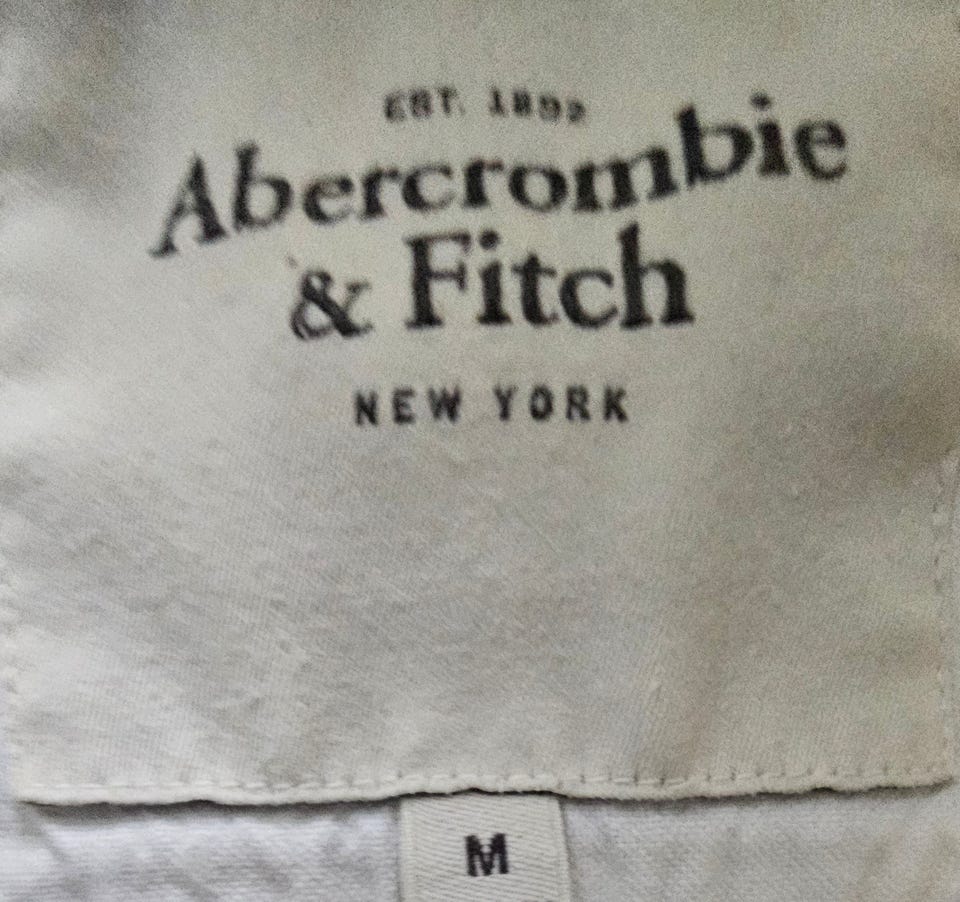 EST. 1892
Abercrombie
& Fitch
NEW YORK
M